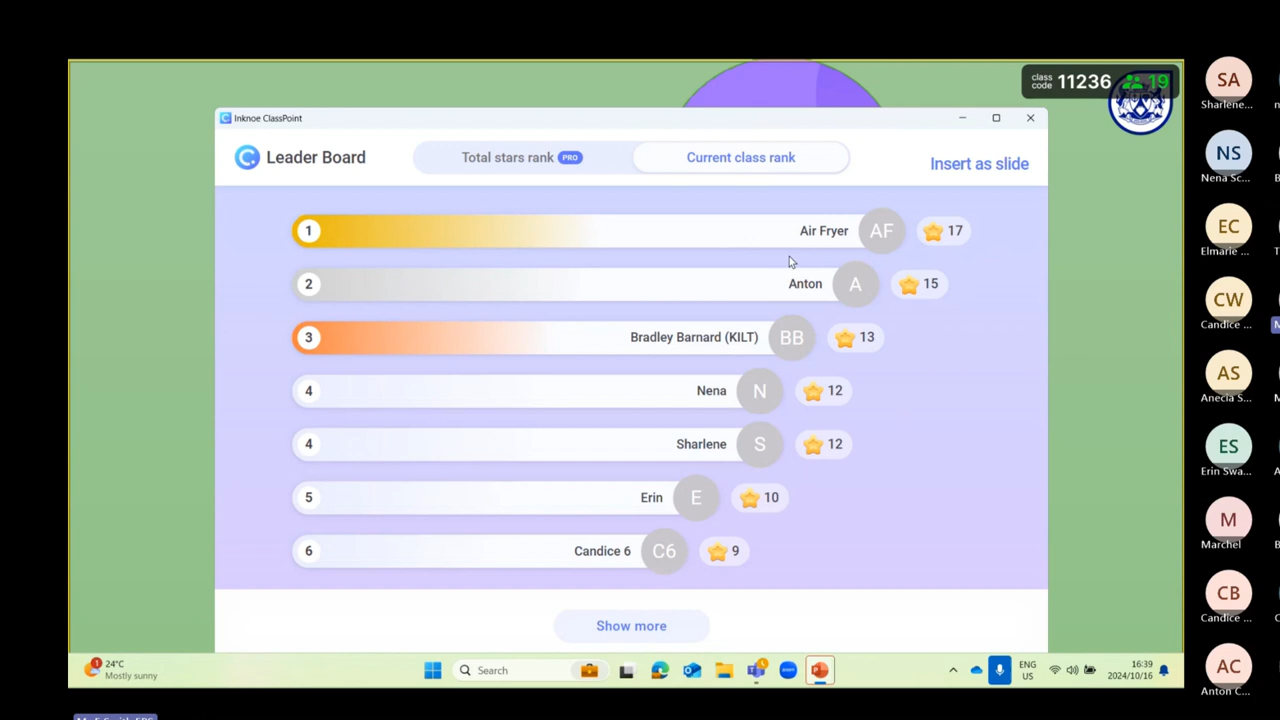 class code 11236 19
Inknoe ClassPoint
Leader Board
Total stars rank PRO
Current class rank
Insert as slide
1 Air Fryer AF 17
2 Anton A 15
3 Bradley Barnard (KILT) BB 13
4 Nena N 12
4 Sharlene S 12
5 Erin E 10
6 Candice 6 C6 9
Show more
1
24°C
Mostly sunny
Search
zoom
ENG
US
16:39
2024/10/16
SA
Sharlene...
NS
Nena Sc...
EC
Elmarie ...
CW
Candice ...
AS
Anecia S...
ES
Erin Swa...
M
Marchel
CB
Candice ...
AC
Anton C...